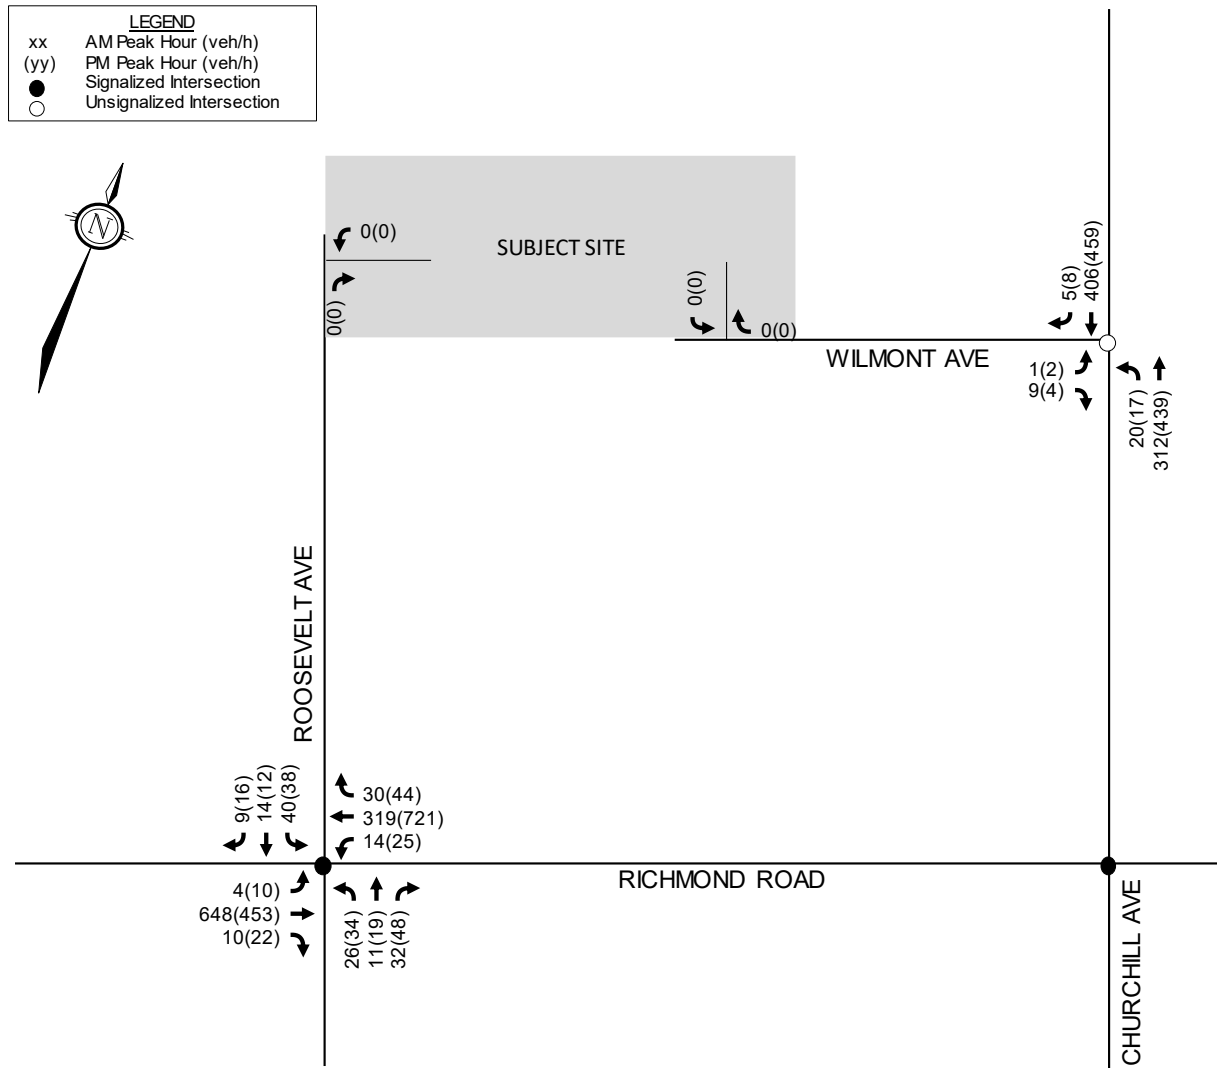 LEGEND
xx AM Peak Hour (veh/h)
(yy) PM Peak Hour (veh/h)
Signalized Intersection
Unsignalized Intersection
N
0(0)
SUBJECT SITE
0(0)
0(0)
0(0)
5(8)
406(459)
WILMONT AVE
1(2)
9(4)
20(17)
312(439)
ROOSEVELT AVE
9(16)
14(12)
40(38)
30(44)
319(721)
14(25)
RICHMOND ROAD
4(10)
648(453)
10(22)
26(34)
11(19)
32(48)
CHURCHILL AVE